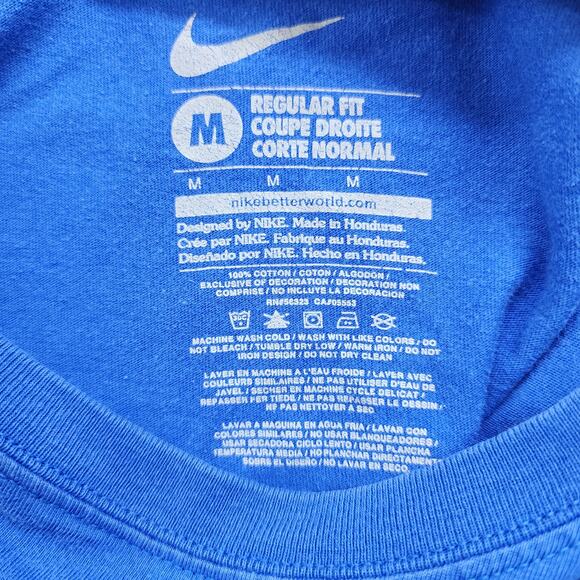 M
REGULAR FIT
COUPE DROITE
CORTE NORMAL
M M M
nikebetterworld.com
Designed by NIKE. Made in Honduras.
Crée par NIKE. Fabrique au Honduras.
Diseñado por NIKE. Hecho en Honduras.
100% COTTON / COTON / ALGODON /
EXCLUSIVE OF DECORATION / DECORATION NON
COMPRISE / NO INCLUYE LA DECORACION
RN#56323 CA#05553
MACHINE WASH COLD / WASH WITH LIKE COLORS / DO
NOT BLEACH / TUMBLE DRY LOW / WARM IRON / DO NOT
IRON DESIGN / DO NOT DRY CLEAN
LAVER EN MACHINE A L'EAU FROIDE / LAVER AVEC
COULEURS SIMILAIRES / NE PAS UTILISER D'EAU DE
JAVEL / SECHER EN MACHINE CYCLE DELICAT /
REPASSER FER TIEDE / NE PAS REPASSER LE DESSIN /
NE PAS NETTOYER A SEC
LAVAR A MAQUINA EN AGUA FRIA / LAVAR CON
COLORES SIMILARES / NO USAR BLANQUEADORES /
USAR SECADORA CICLO LENTO / USAR PLANCHA
TEMPERATURA MEDIA / NO PLANCHAR DIRECTAMENTE
SOBRE EL DISEÑO / NO LAVAR EN SECO